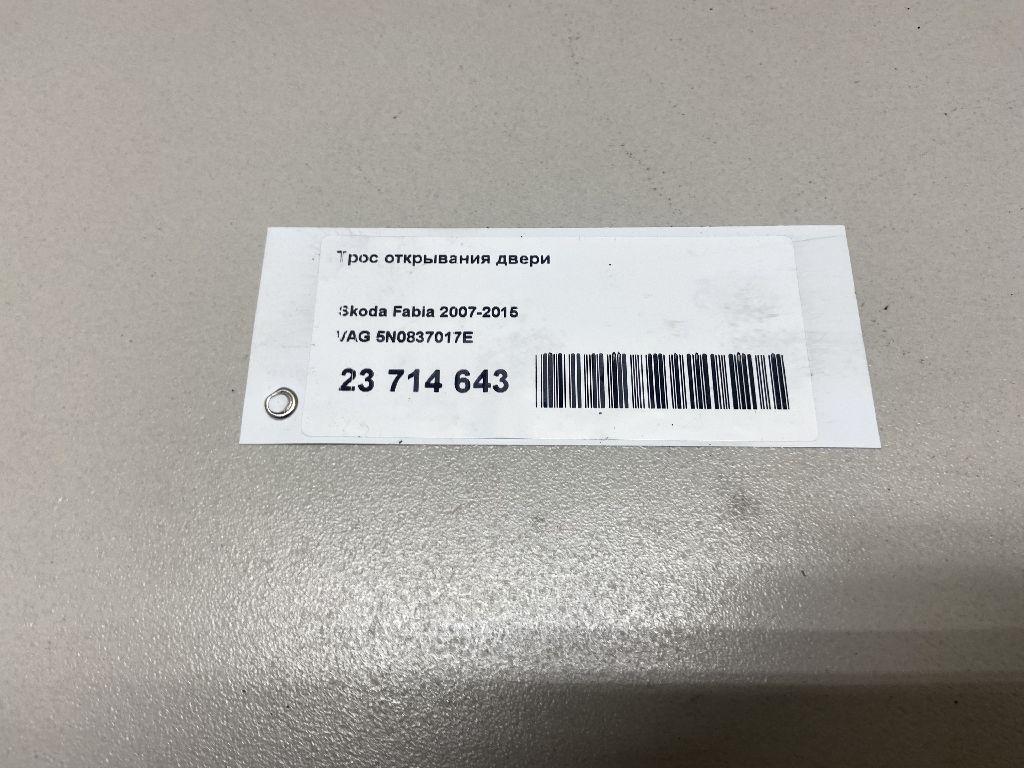 Трос открывания двери
Skoda Fabia 2007-2015
VAG 5N0837017E
23 714 643